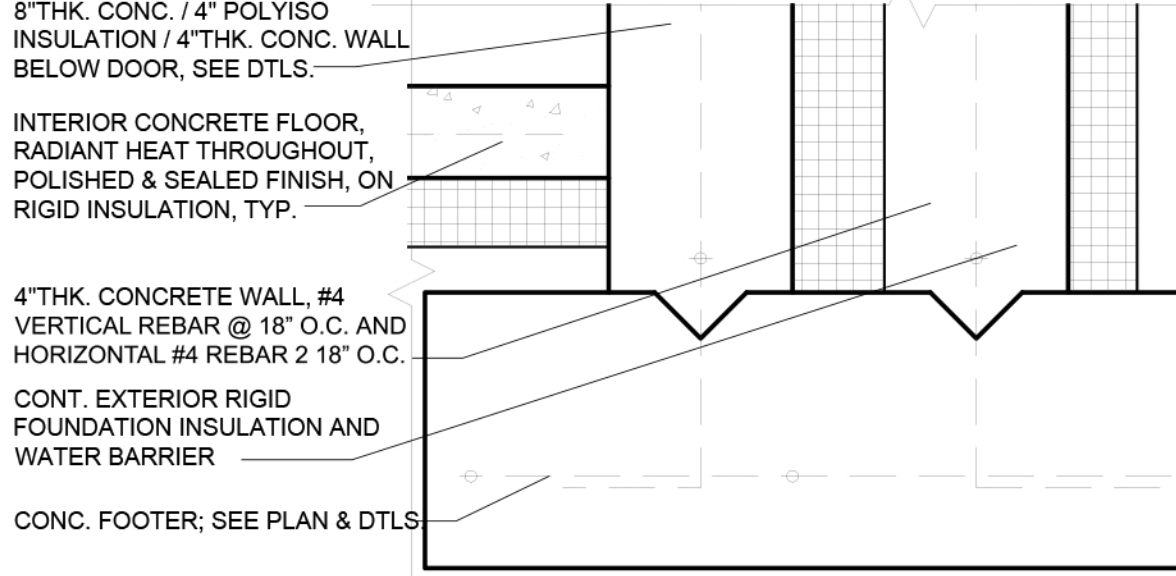 8"THK. CONC. / 4" POLYISO
INSULATION / 4"THK. CONC. WALL
BELOW DOOR, SEE DTLS.
INTERIOR CONCRETE FLOOR,
RADIANT HEAT THROUGHOUT,
POLISHED & SEALED FINISH, ON
RIGID INSULATION, TYP.
4"THK. CONCRETE WALL, #4
VERTICAL REBAR @ 18" O.C. AND
HORIZONTAL #4 REBAR 2 18" O.C.
CONT. EXTERIOR RIGID
FOUNDATION INSULATION AND
WATER BARRIER
CONC. FOOTER; SEE PLAN & DTLS.